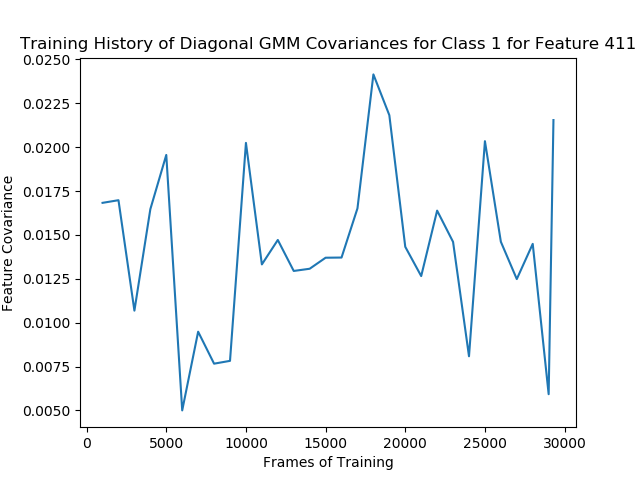 Training History of Diagonal GMM Covariances for Class 1 for Feature 411
0.0250
0.0225
0.0200
0.0175
0.0150
0.0125
0.0100
0.0075
0.0050
Feature Covariance
0 5000 10000 15000 20000 25000 30000
Frames of Training